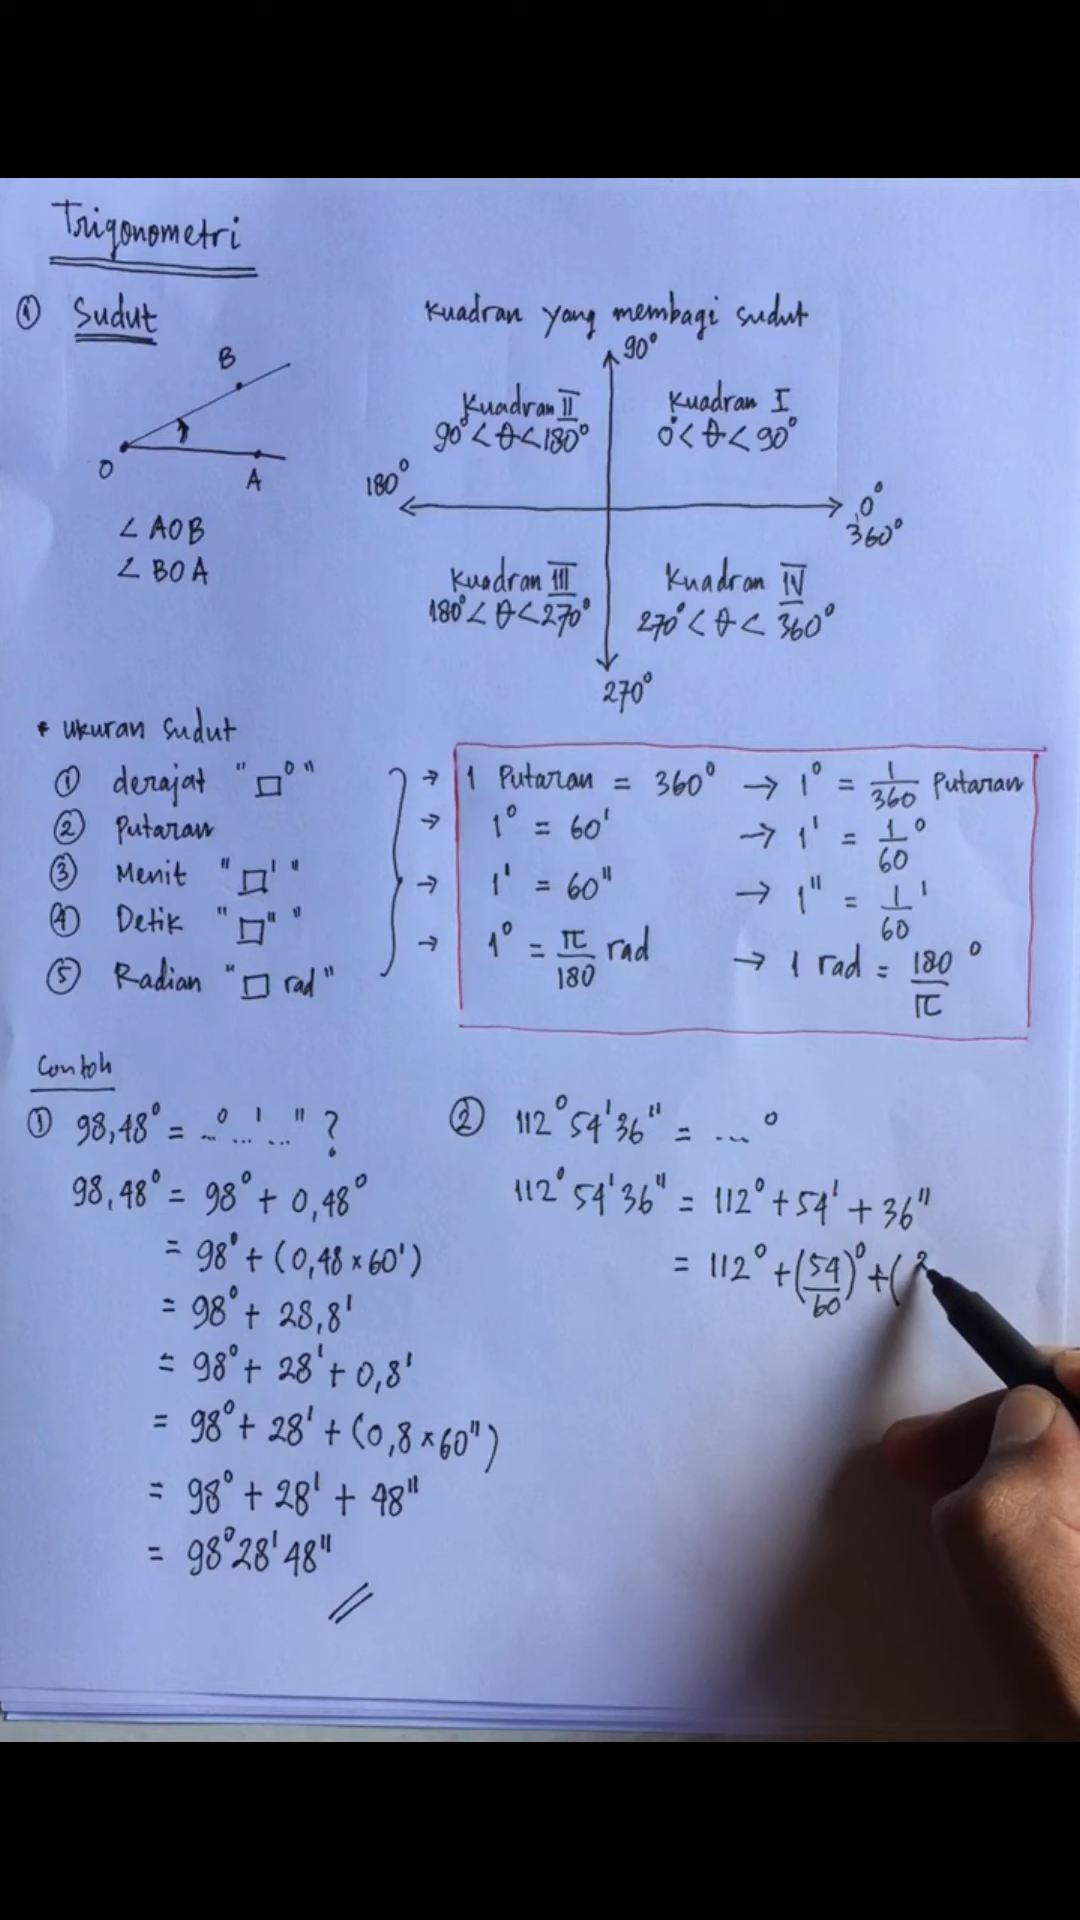 Trigonometri
① Sudut
B
O
A
∠ AOB
∠ BOA
Kuadran yang membagi sudut
90°
Kuadran II
90° < θ < 180°
Kuadran I
0° < θ < 90°
180°
0°
360°
Kuadran III
180° < θ < 270°
Kuadran IV
270° < θ < 360°
270°
* Ukuran Sudut
① derajat "□°"
② Putaran
③ Menit "□'"
④ Detik "□""
⑤ Radian "□ rad"
→ 1 Putaran = 360° → 1° = 1/360 Putaran
→ 1° = 60' → 1' = 1/60°
→ 1' = 60" → 1" = 1/60'
→ 1° = π/180 rad → 1 rad = 180/π°
Contoh
① 98,48° = ...°...'..." ?
98,48° = 98° + 0,48°
= 98° + (0,48 × 60')
= 98° + 28,8'
= 98° + 28' + 0,8'
= 98° + 28' + (0,8 × 60")
= 98° + 28' + 48"
= 98°28'48"
② 112°54'36" = ....°
112°54'36" = 112° + 54' + 36"
= 112° + (54/60)° + (